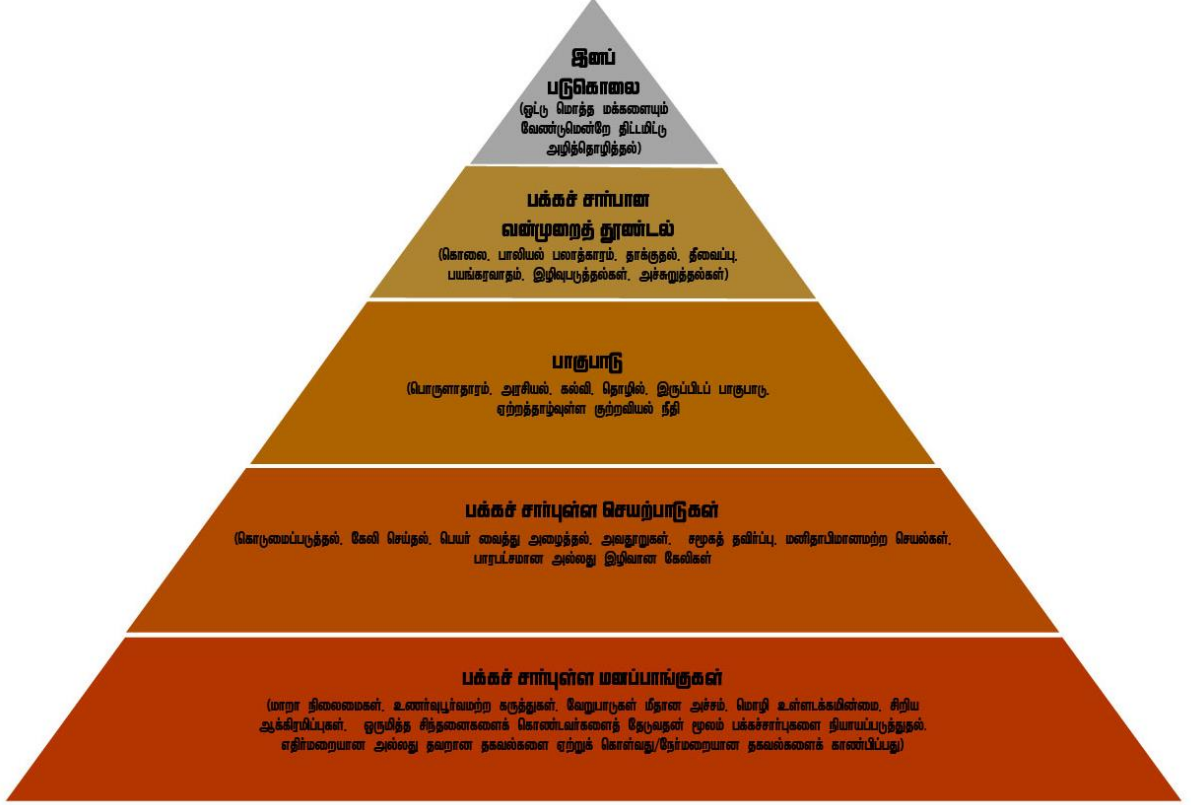 இனப்
படுகொலை
(ஒட்டு மொத்த மக்களையும்
வேண்டுமென்றே திட்டமிட்டு
அழித்தொழித்தல்)
பக்கச் சார்பான
வன்முறைத் தூண்டல்
(கொலை, பாலியல் பலாத்காரம், தாக்குதல், தீவைப்பு,
பயங்கரவாதம், இழிவுபடுத்தல்கள், அச்சுறுத்தல்கள்)
பாகுபாடு
(பொருளாதாரம், அரசியல், கல்வி, தொழில், இருப்பிடப் பாகுபாடு,
ஏற்றத்தாழ்வுள்ள குற்றவியல் நீதி
பக்கச் சார்புள்ள செயற்பாடுகள்
(கொடுமைப்படுத்தல், கேலி செய்தல், பெயர் வைத்து அழைத்தல், அவதூறுகள், சமூகத் தவிர்ப்பு, மனிதாபிமானமற்ற செயல்கள்,
பாரபட்சமான அல்லது இழிவான கேலிகள்
பக்கச் சார்புள்ள மனப்பாங்குகள்
(மாறா நிலைமைகள், உணர்வுபூர்வமற்ற கருத்துகள், வேறுபாடுகள் மீதான அச்சம், மொழி உள்ளடக்கமின்மை, சிறிய
ஆக்கிரமிப்புகள், ஒருமித்த சிந்தனைகளைக் கொண்டவர்களைத் தேடுவதன் மூலம் பக்கச்சார்புகளை நியாயப்படுத்துதல்,
எதிர்மறையான அல்லது தவறான தகவல்களை ஏற்றுக் கொள்வது/நேர்மறையான தகவல்களைக் காண்பிப்பது)